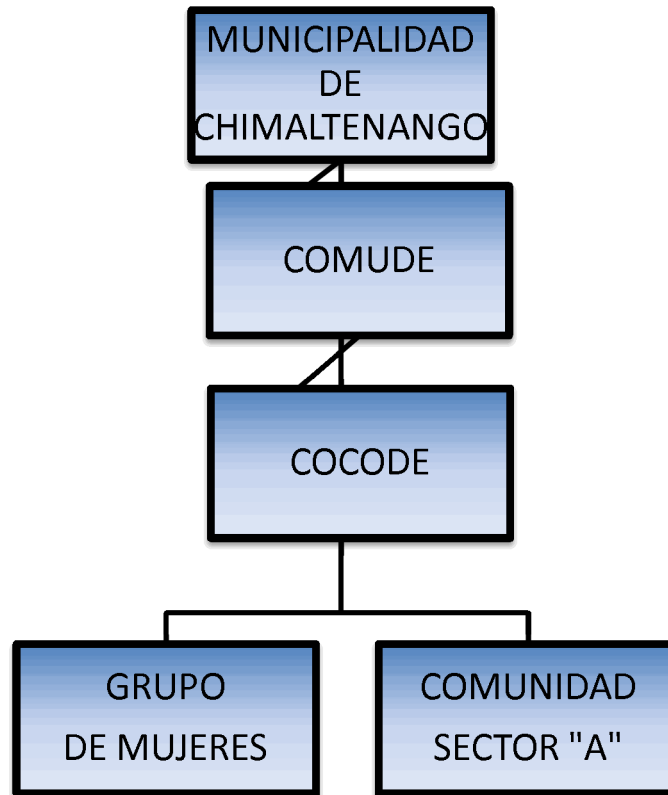 MUNICIPALIDAD
DE
CHIMALTENANGO
COMUDE
COCODE
GRUPO
DE MUJERES
COMUNIDAD
SECTOR "A"